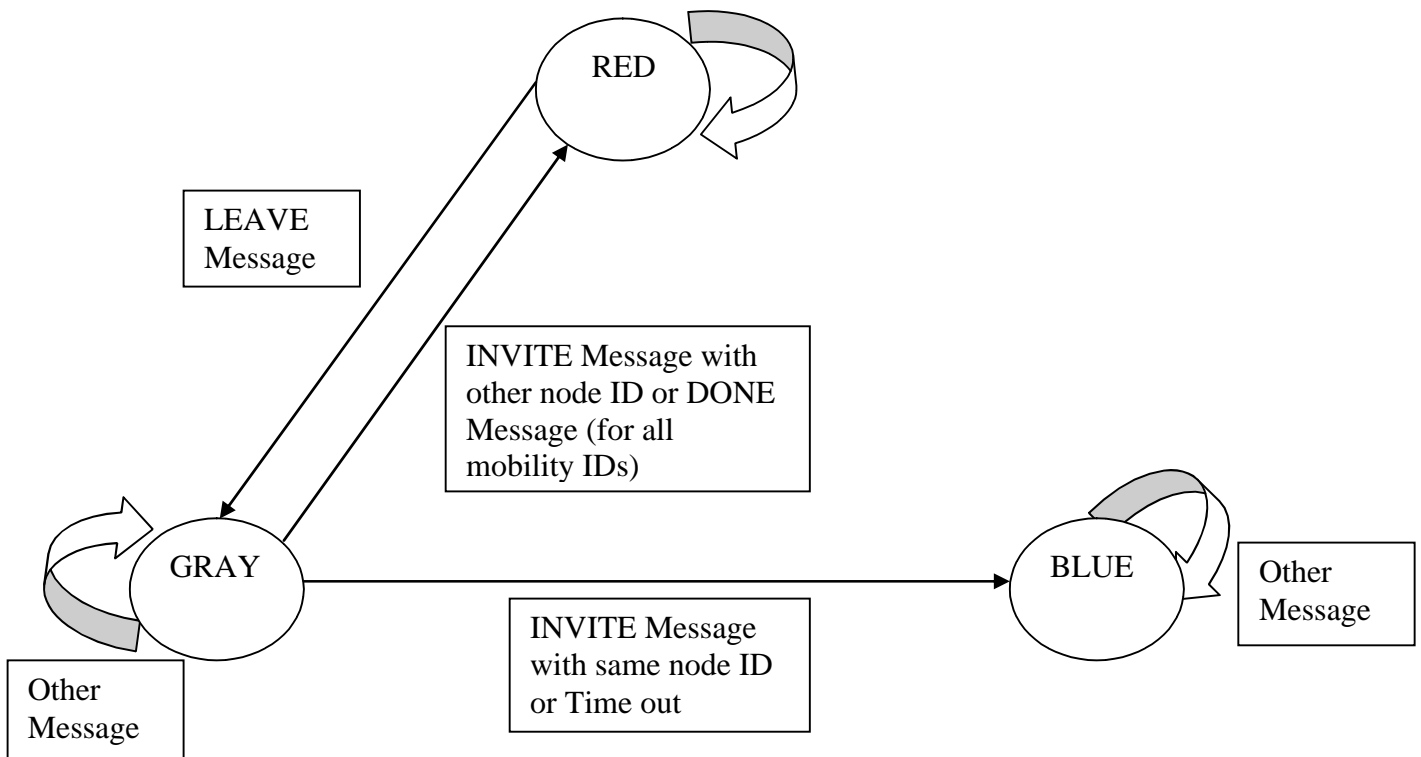 RED
LEAVE
Message
INVITE Message with
other node ID or DONE
Message (for all
mobility IDs)
GRAY
BLUE
Other
Message
INVITE Message
with same node ID
or Time out
Other
Message